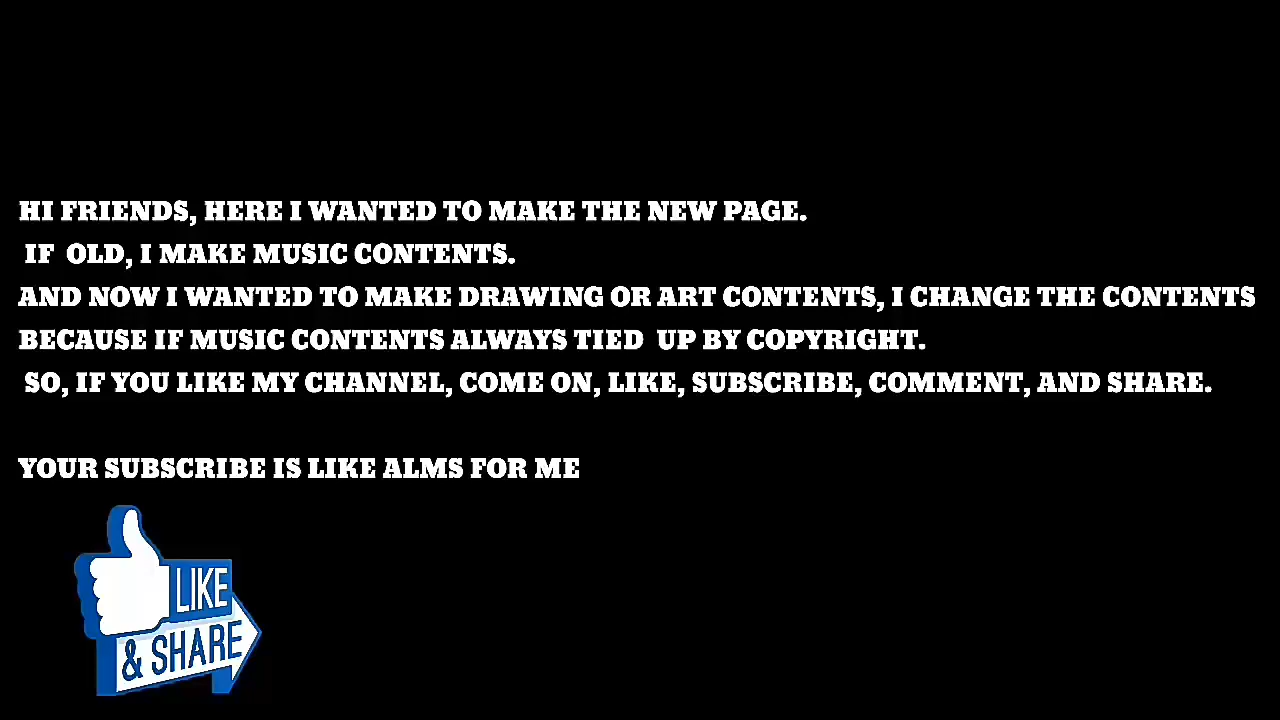 HI FRIENDS, HERE I WANTED TO MAKE THE NEW PAGE.
IF OLD, I MAKE MUSIC CONTENTS.
AND NOW I WANTED TO MAKE DRAWING OR ART CONTENTS, I CHANGE THE CONTENTS
BECAUSE IF MUSIC CONTENTS ALWAYS TIED UP BY COPYRIGHT.
SO, IF YOU LIKE MY CHANNEL, COME ON, LIKE, SUBSCRIBE, COMMENT, AND SHARE.
YOUR SUBSCRIBE IS LIKE ALMS FOR ME
LIKE
& SHARE